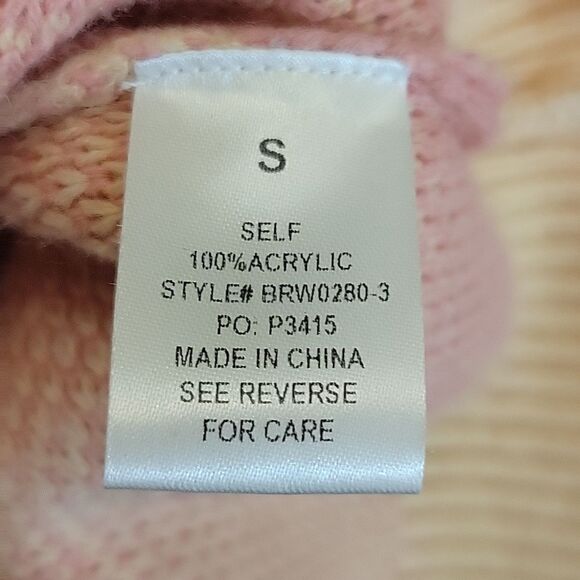 S
SELF
100%ACRYLIC
STYLE# BRW0280-3
PO: P3415
MADE IN CHINA
SEE REVERSE
FOR CARE